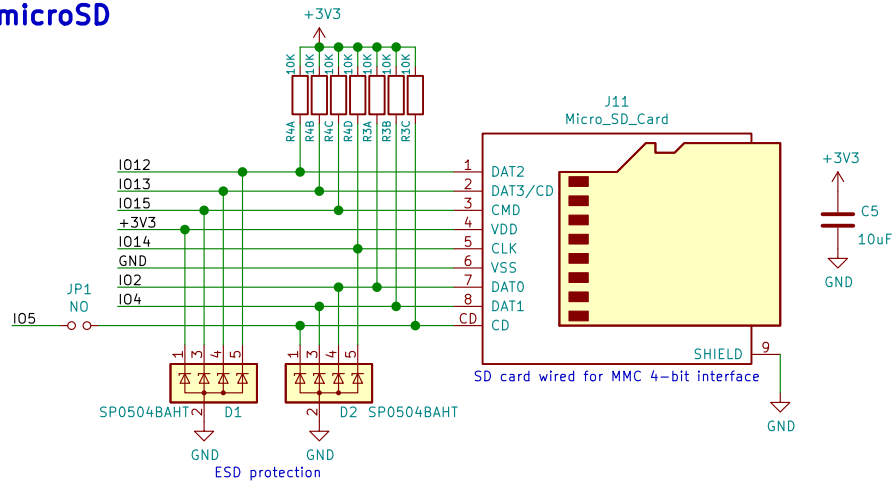 microSD
+3V3
10K 10K 10K 10K 10K 10K 10K
R4A R4B R4C R4D R3A R3B R3C
J11
Micro_SD_Card
IO12 1 DAT2
IO13 2 DAT3/CD
IO15 3 CMD
+3V3 4 VDD
IO14 5 CLK
GND 6 VSS
IO2 7 DAT0
IO4 8 DAT1
JP1
NO
IO5 CD CD
SHIELD 9
+3V3
C5
10uF
GND
1 3 4 5
1 3 4 5
SD card wired for MMC 4-bit interface
SP0504BAHT 2 D1
2 D2 SP0504BAHT
GND
GND
GND
ESD protection